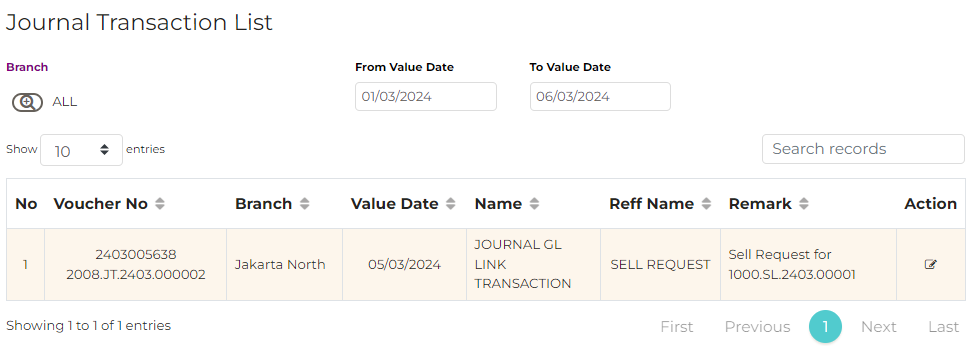 Journal Transaction List
Branch From Value Date To Value Date
ALL 01/03/2024 06/03/2024
Show 10 entries Search records
No Voucher No Branch Value Date Name Reff Name Remark Action
1 2403005638 2008.JT.2403.000002 Jakarta North 05/03/2024 JOURNAL GL LINK TRANSACTION SELL REQUEST Sell Request for 1000.SL.2403.00001
Showing 1 to 1 of 1 entries First Previous 1 Next Last